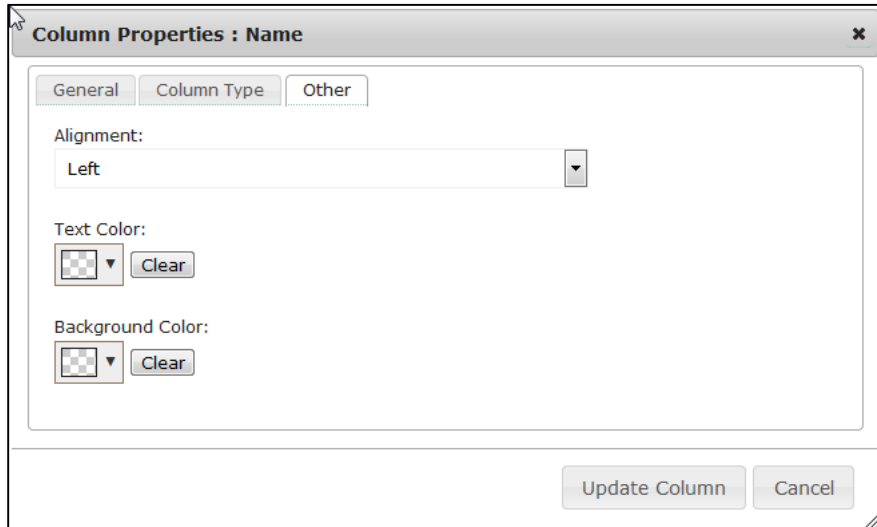 Column Properties : Name
General Column Type Other
Alignment:
Left
Text Color:
Clear
Background Color:
Clear
Update Column Cancel